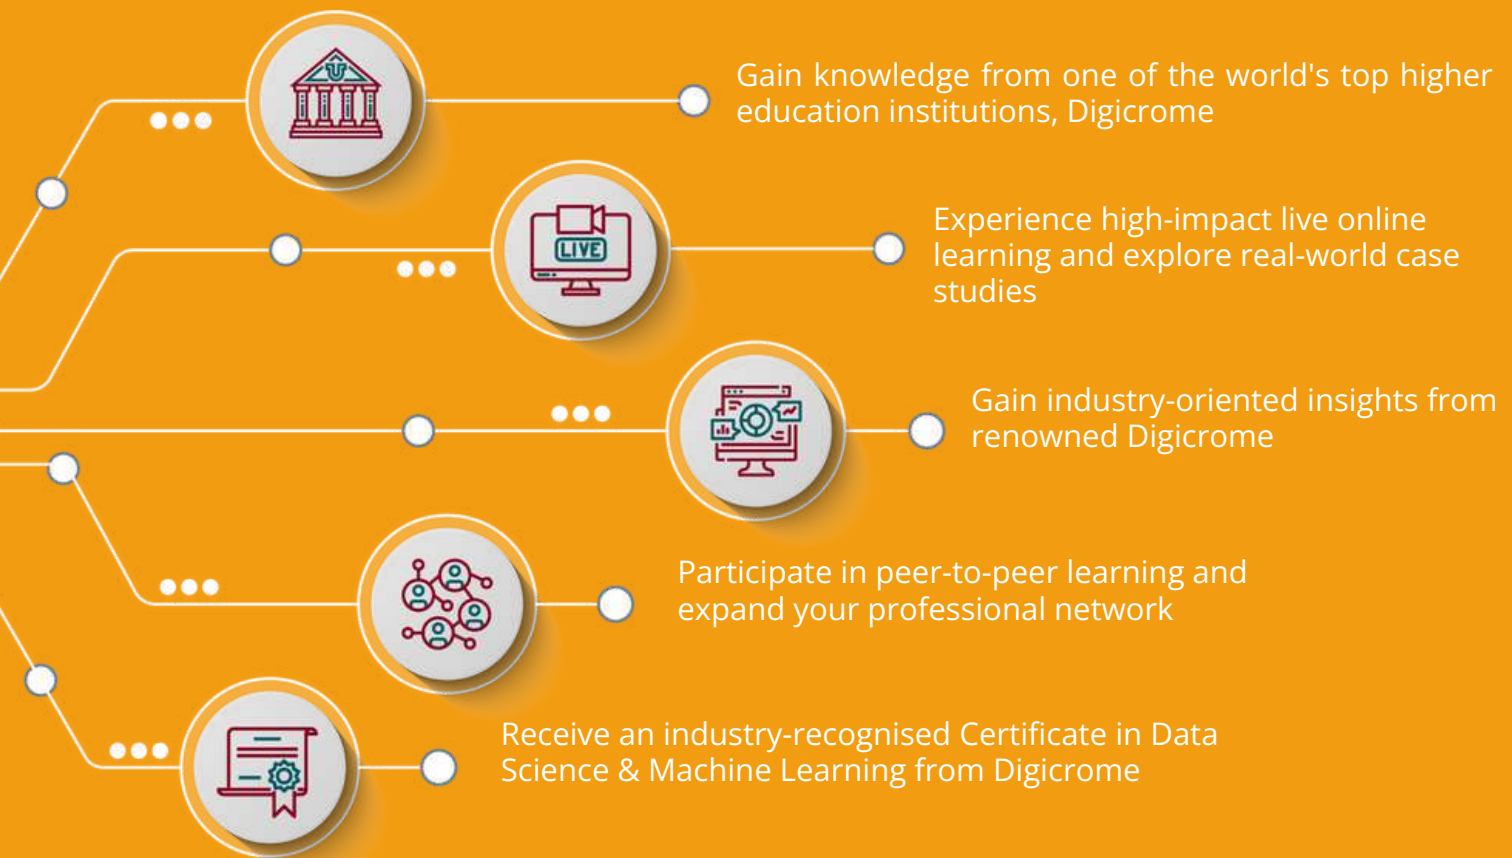 Gain knowledge from one of the world's top higher
education institutions, Digicrome
LIVE
Experience high-impact live online
learning and explore real-world case
studies
Gain industry-oriented insights from
renowned Digicrome
Participate in peer-to-peer learning and
expand your professional network
Receive an industry-recognised Certificate in Data
Science & Machine Learning from Digicrome